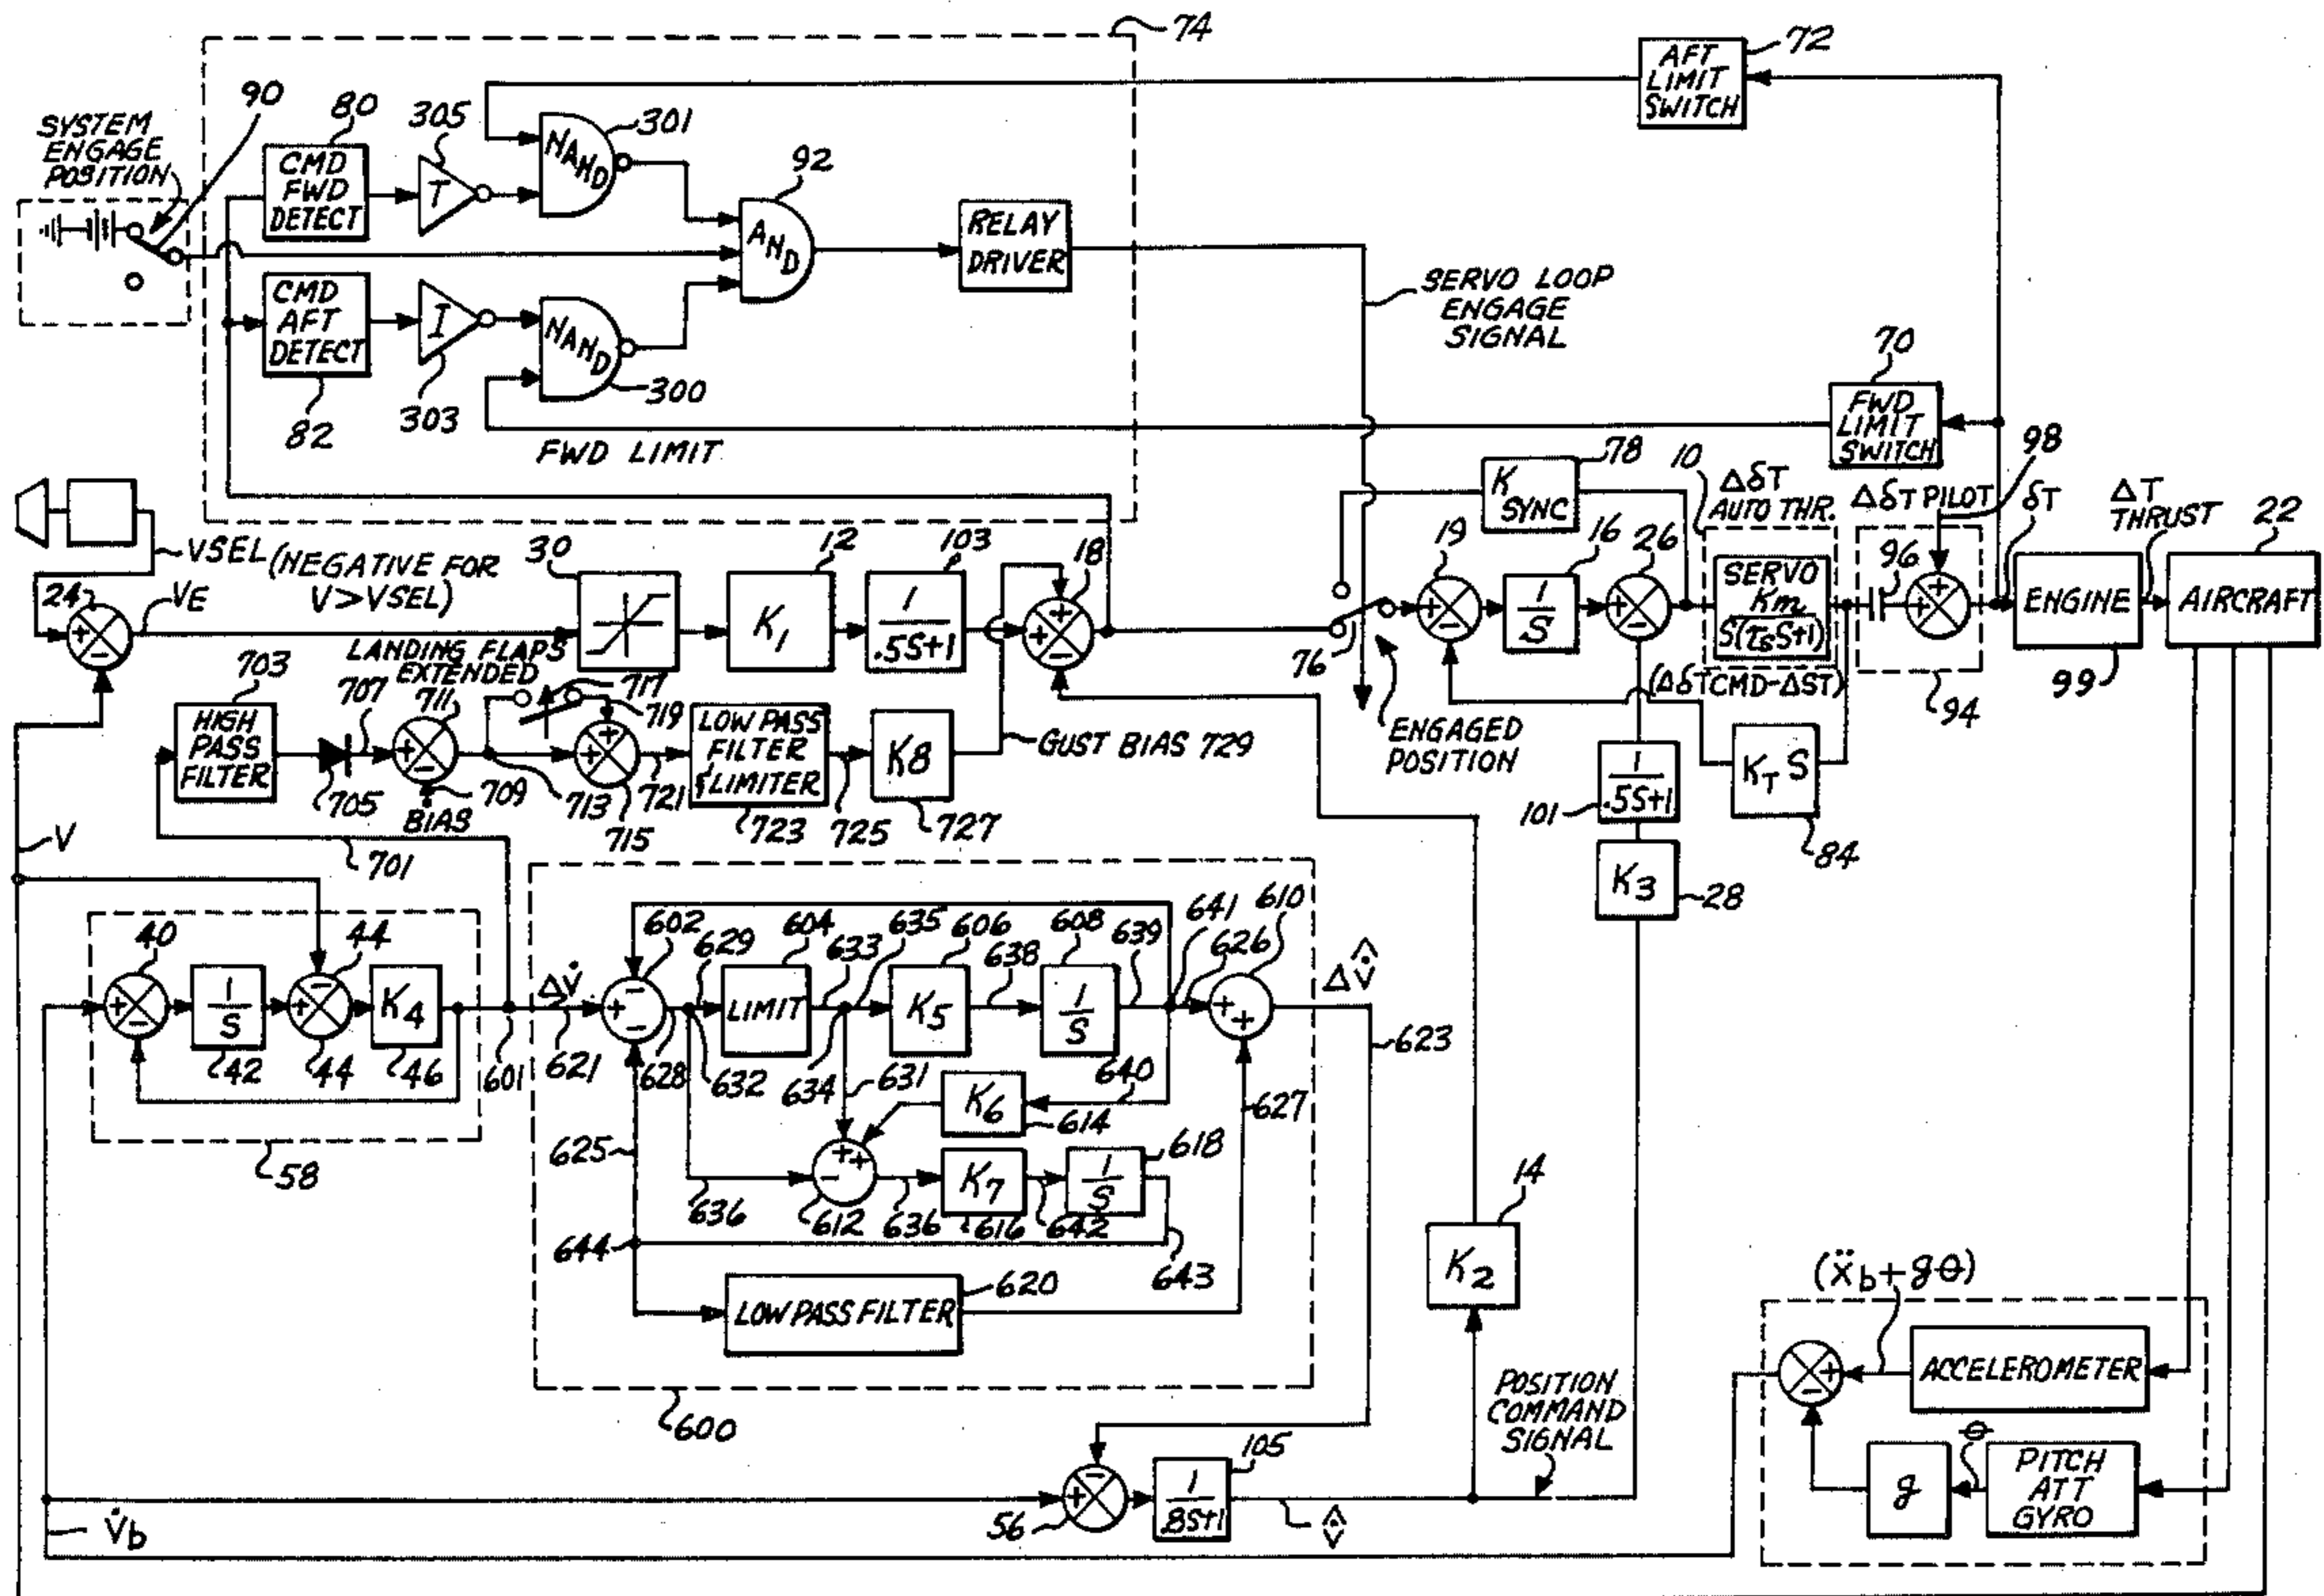 74
72
AFT
LIMIT
SWITCH
90
SYSTEM
ENGAGE
POSITION
80
CMD
FWD
DETECT
305
T
NAND
301
92
AND
RELAY
DRIVER
CMD
AFT
DETECT
82
I
303
NAND
300
FWD LIMIT
SERVO LOOP
ENGAGE
SIGNAL
70
FWD
LIMIT
SWITCH
98
VSEL (NEGATIVE FOR
V>VSEL)
24
+
−
VE
30
12
K1
103
1
.5S+1
18
+
+
−
K
SYNC
78
76
ENGAGED
POSITION
19
+
−
16
1
S
26
+
−
10
ΔδT
AUTO THR.
SERVO
Km
S(τsS+1)
(ΔδTCMD-ΔδT)
ΔδT PILOT
96
+
+
94
δT
ΔT
THRUST
ENGINE
99
22
AIRCRAFT
LANDING FLAPS
EXTENDED
703
HIGH
PASS
FILTER
705
707
711
+
−
709
BIAS
713
717
719
+
+
715
721
LOW PASS
FILTER
&LIMITER
723
725
K8
727
GUST BIAS 729
1
.5S+1
101
KT S
84
K3
28
V
701
58
40
+
−
1
S
42
44
−
+
44
K4
46
601
Δv̇
621
602
+
−
−
628
629
632
604
LIMIT
633
634
635
631
606
K5
638
608
1
S
639
641
626
610
+
+
Δv̇̂
623
627
640
K6
614
625
636
+
+
−
612
636
K7
616
642
1
S
618
643
644
620
LOW PASS FILTER
600
14
K2
POSITION
COMMAND
SIGNAL
(ẍb+gθ)
+
−
ACCELEROMETER
g
θ
PITCH
ATT
GYRO
−
+
56
105
1
.8S+1
v̇̂
V̇b